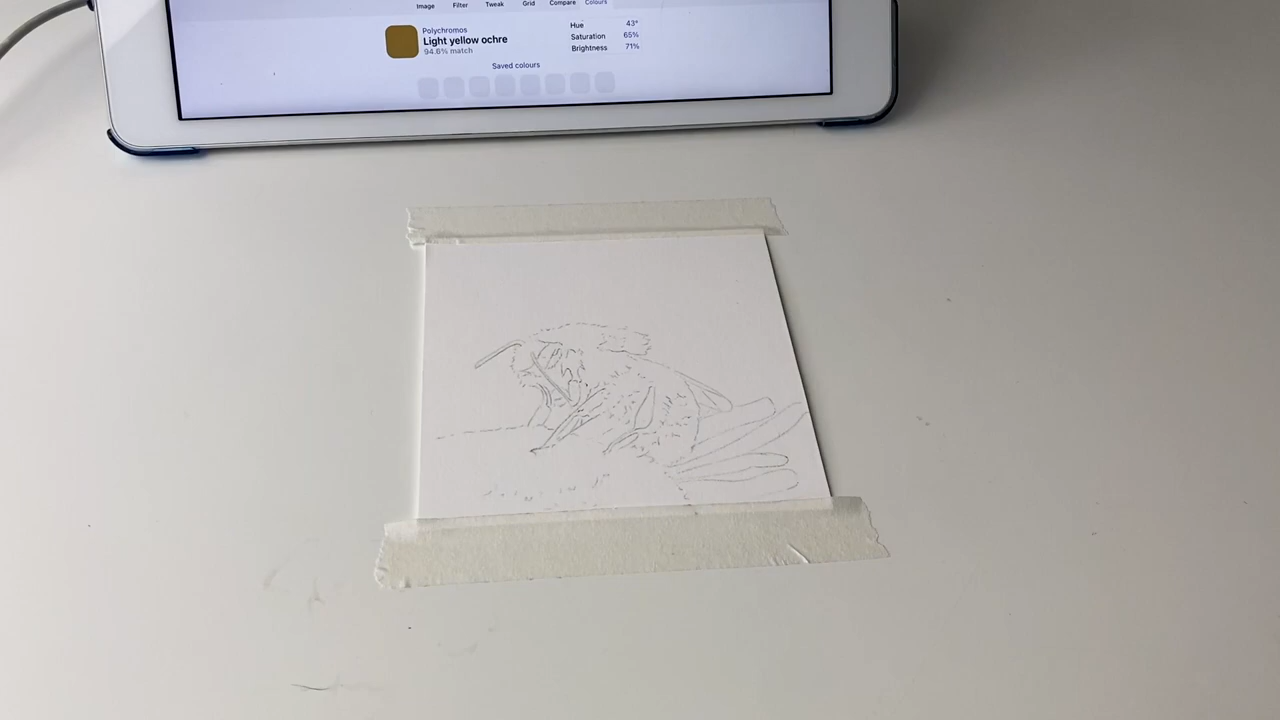 Image Filter Tweak Grid Compare Colours
Polychromos
Light yellow ochre
94.6% match
Hue 43°
Saturation 65%
Brightness 71%
Saved colours